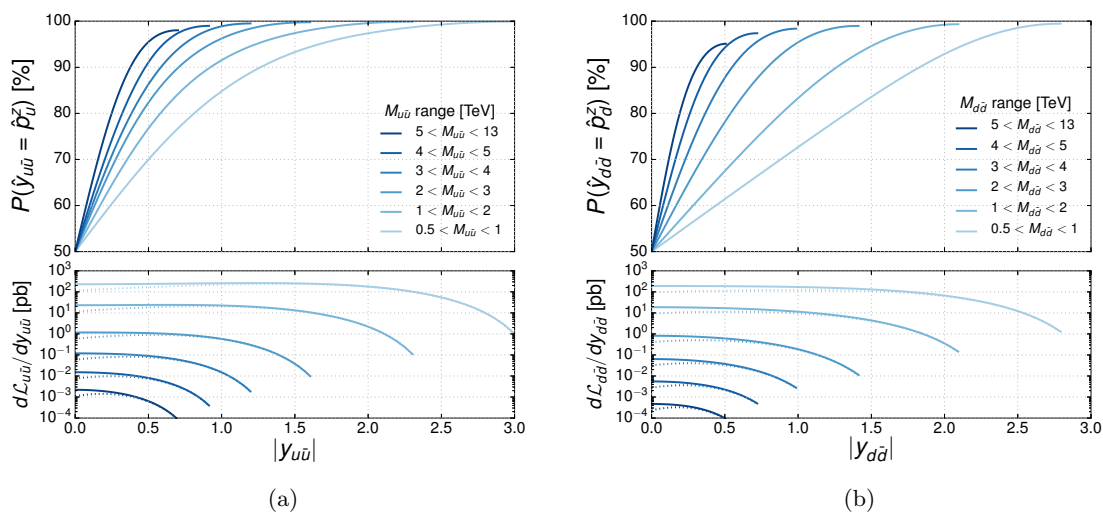 100
90
80
70
60
50
P(ŷ_{uū} = p̂^z_u) [%]
M_{uū} range [TeV]
5 < M_{uū} < 13
4 < M_{uū} < 5
3 < M_{uū} < 4
2 < M_{uū} < 3
1 < M_{uū} < 2
0.5 < M_{uū} < 1
10^3
10^2
10^1
10^0
10^{−1}
10^{−2}
10^{−3}
10^{−4}
dL_{uū}/dy_{uū} [pb]
0.0 0.5 1.0 1.5 2.0 2.5 3.0
|y_{uū}|
(a)
100
90
80
70
60
50
P(ŷ_{dd̄} = p̂^z_d) [%]
M_{dd̄} range [TeV]
5 < M_{dd̄} < 13
4 < M_{dd̄} < 5
3 < M_{dd̄} < 4
2 < M_{dd̄} < 3
1 < M_{dd̄} < 2
0.5 < M_{dd̄} < 1
10^3
10^2
10^1
10^0
10^{−1}
10^{−2}
10^{−3}
10^{−4}
dL_{dd̄}/dy_{dd̄} [pb]
0.0 0.5 1.0 1.5 2.0 2.5 3.0
|y_{dd̄}|
(b)